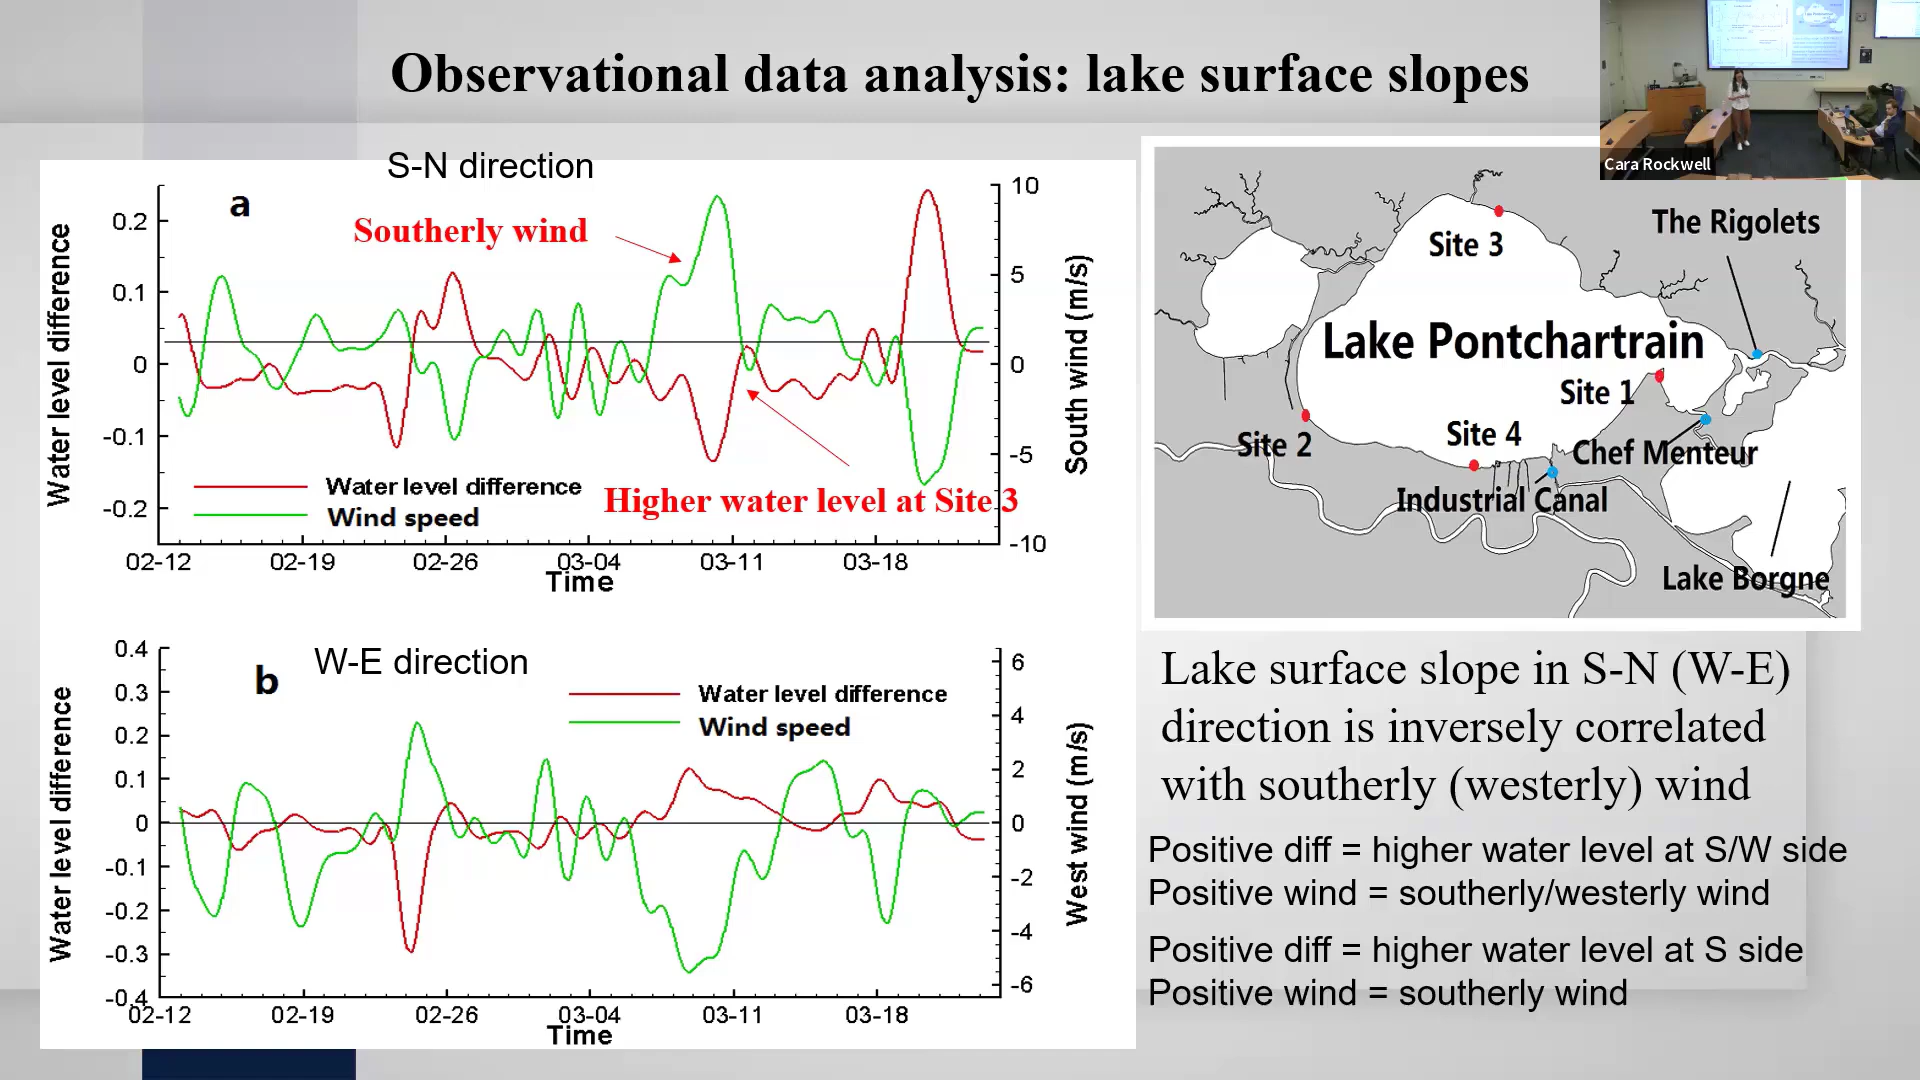 Observational data analysis: lake surface slopes
Cara Rockwell
S-N direction
a
Southerly wind
Higher water level at Site 3
Water level difference
Wind speed
Water level difference
0.2
0.1
0
-0.1
-0.2
South wind (m/s)
10
5
0
-5
-10
02-12 02-19 02-26 03-04 03-11 03-18
Time
W-E direction
b
Water level difference
Wind speed
Water level difference
0.4
0.3
0.2
0.1
0
-0.1
-0.2
-0.3
-0.4
West wind (m/s)
6
4
2
0
-2
-4
-6
02-12 02-19 02-26 03-04 03-11 03-18
Time
The Rigolets
Site 3
Lake Pontchartrain
Site 1
Site 4
Site 2
Chef Menteur
Industrial Canal
Lake Borgne
Lake surface slope in S-N (W-E)
direction is inversely correlated
with southerly (westerly) wind
Positive diff = higher water level at S/W side
Positive wind = southerly/westerly wind
Positive diff = higher water level at S side
Positive wind = southerly wind